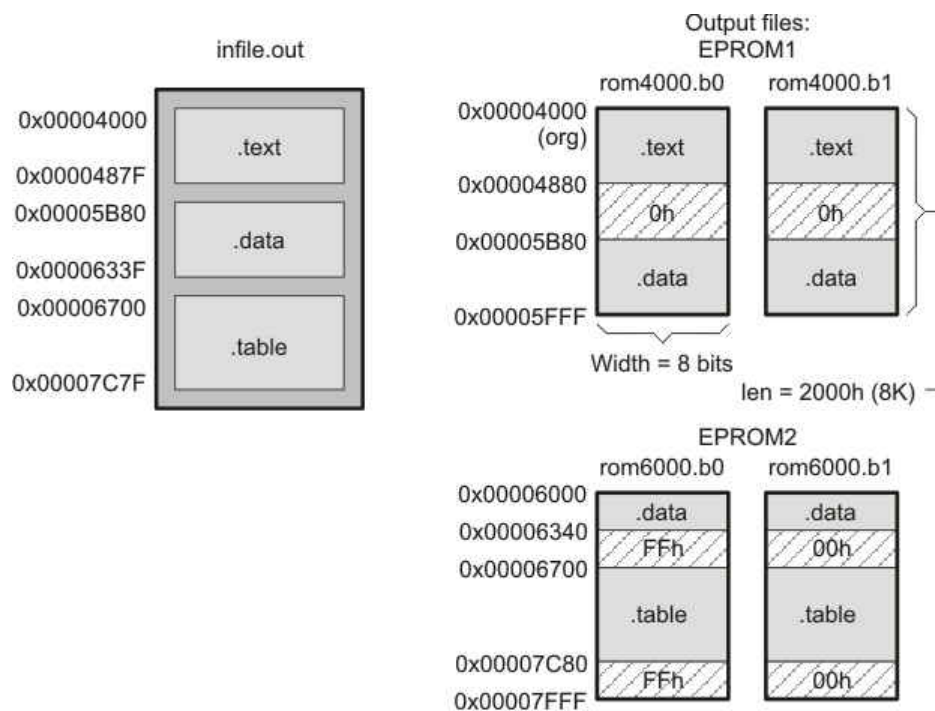 infile.out
0x00004000
.text
0x0000487F
0x00005B80
.data
0x0000633F
0x00006700
.table
0x00007C7F
Output files:
EPROM1
rom4000.b0 rom4000.b1
0x00004000
(org)
.text .text
0x00004880
0h 0h
0x00005B80
.data .data
0x00005FFF
Width = 8 bits
len = 2000h (8K)
EPROM2
rom6000.b0 rom6000.b1
0x00006000
.data .data
0x00006340
FFh 00h
0x00006700
.table .table
0x00007C80
FFh 00h
0x00007FFF